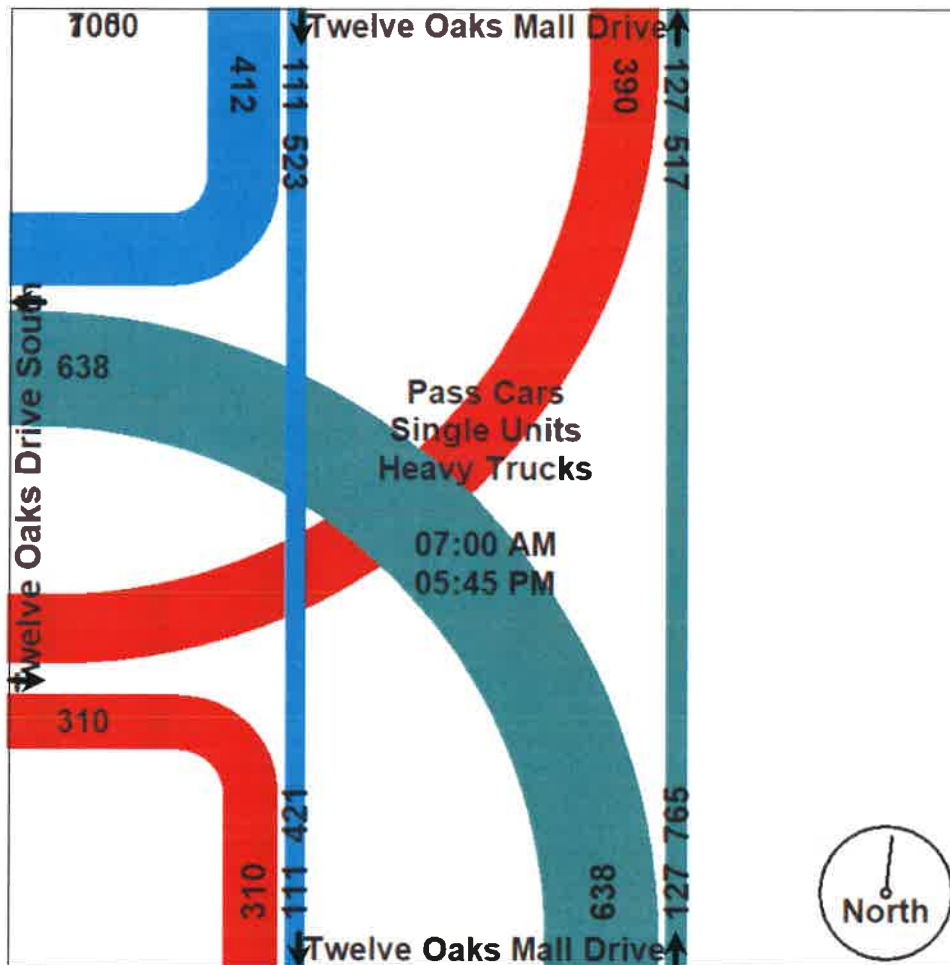 Twelve Oaks Mall Drive
412
111 523
390
127 517
Twelve Oaks Drive South
638
Pass Cars
Single Units
Heavy Trucks
07:00 AM
05:45 PM
310
310
111 421
638
127 765
North
Twelve Oaks Mall Drive